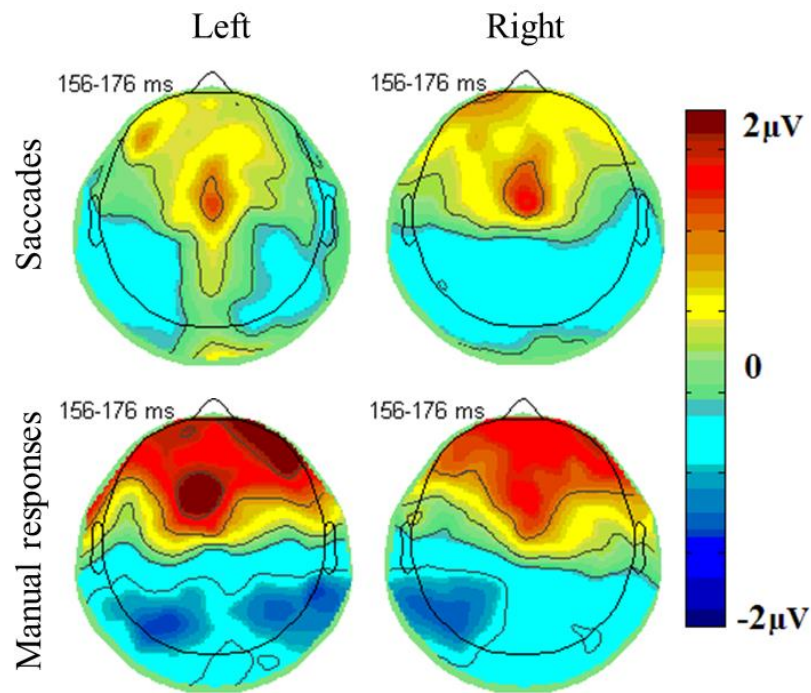 Left Right
156-176 ms 156-176 ms
Saccades
2µV
0
-2µV
156-176 ms 156-176 ms
Manual responses